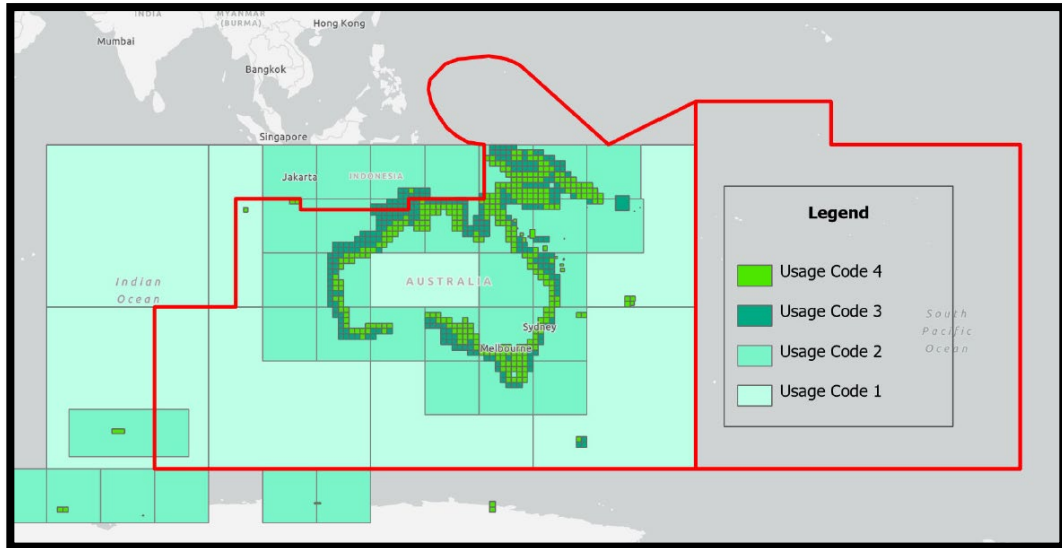 INDIA
MYANMAR
(BURMA)
Hong Kong
Mumbai
Bangkok
Singapore
Jakarta
INDONESIA
Legend
Usage Code 4
Indian
Ocean
AUSTRALIA
Usage Code 3
South
Pacific
Ocean
Sydney
Melbourne
Usage Code 2
Usage Code 1